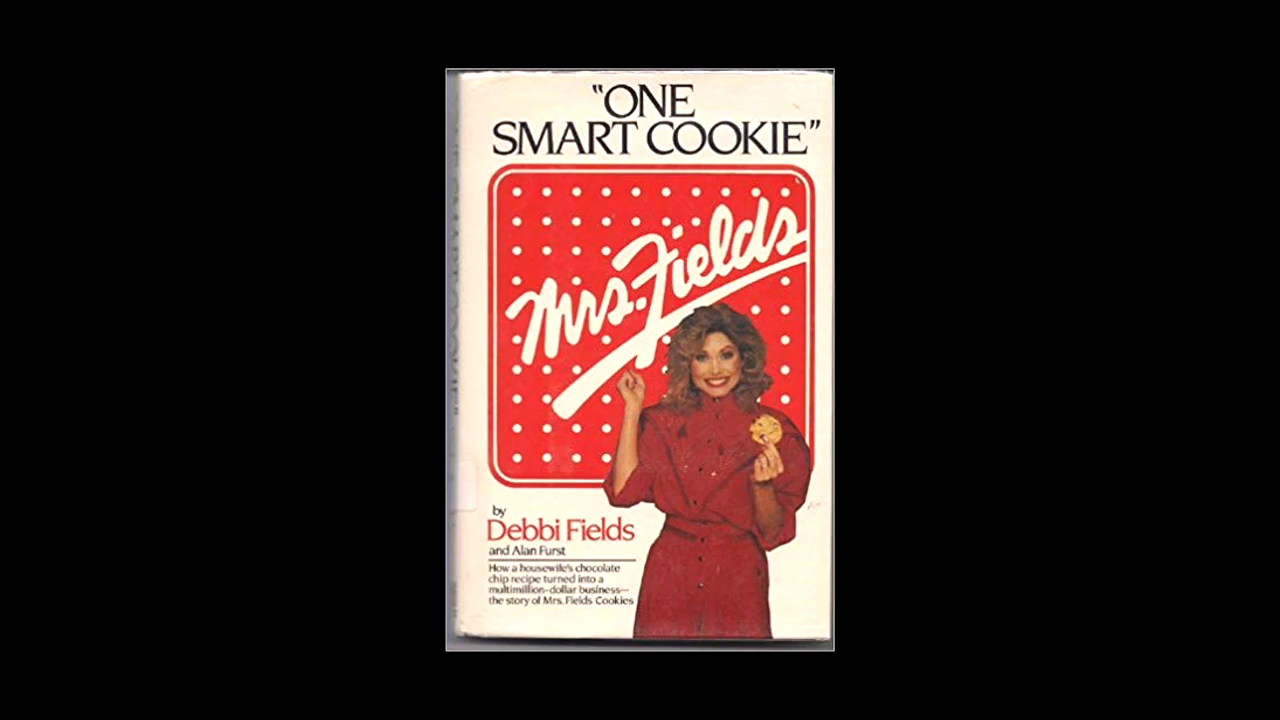 "ONE
SMART COOKIE"
Mrs. Fields
by
Debbi Fields
and Alan Furst
How a housewife's chocolate
chip recipe turned into a
multimillion-dollar business—
the story of Mrs. Fields Cookies